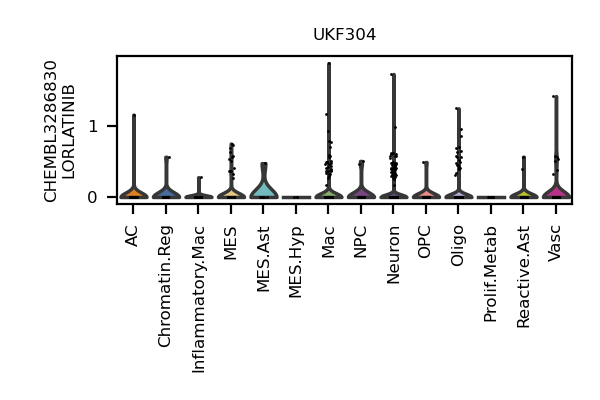 UKF304
CHEMBL3286830
LORLATINIB
1
0
AC
Chromatin.Reg
Inflammatory.Mac
MES
MES.Ast
MES.Hyp
Mac
NPC
Neuron
OPC
Oligo
Prolif.Metab
Reactive.Ast
Vasc